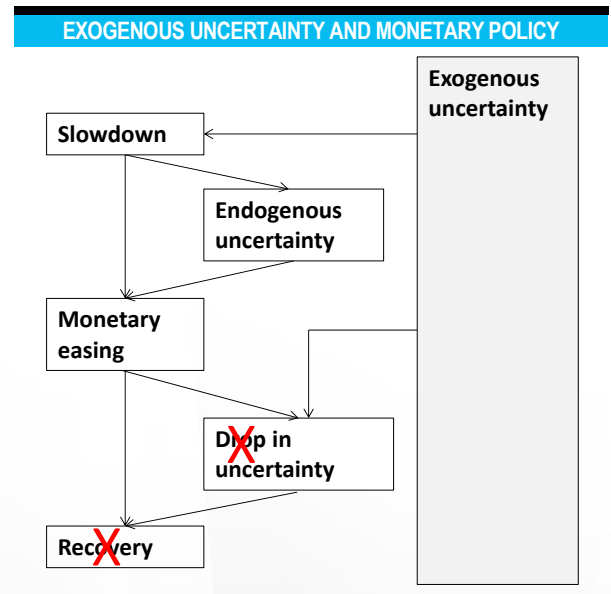 EXOGENOUS UNCERTAINTY AND MONETARY POLICY
Exogenous
uncertainty
Slowdown
Endogenous
uncertainty
Monetary
easing
Drop in
uncertainty
Recovery